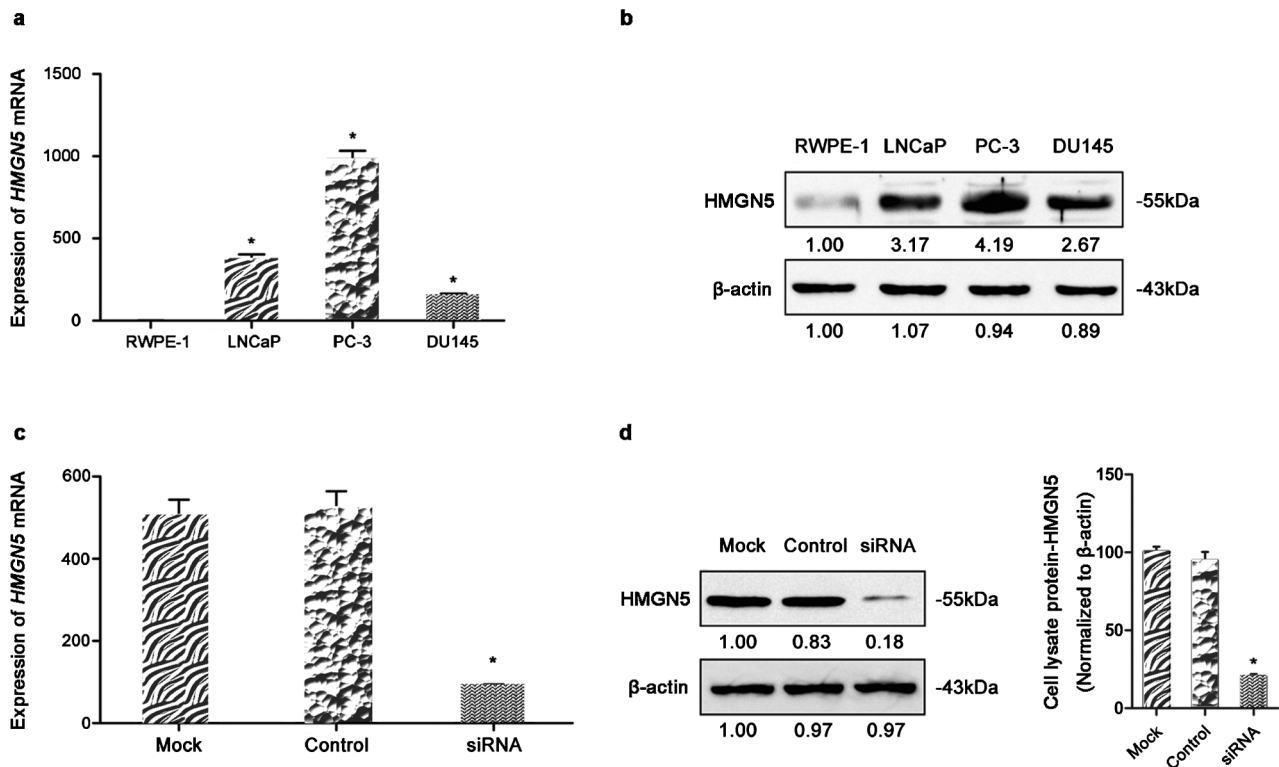 a
Expression of HMGN5 mRNA
1500
1000
500
0
*
*
*
RWPE-1 LNCaP PC-3 DU145
b
RWPE-1 LNCaP PC-3 DU145
HMGN5 -55kDa
1.00 3.17 4.19 2.67
β-actin -43kDa
1.00 1.07 0.94 0.89
c
Expression of HMGN5 mRNA
600
400
200
0
*
Mock Control siRNA
d
Mock Control siRNA
HMGN5 -55kDa
1.00 0.83 0.18
β-actin -43kDa
1.00 0.97 0.97
Cell lysate protein-HMGN5
(Normalized to β-actin)
150
100
50
0
*
Mock Control siRNA